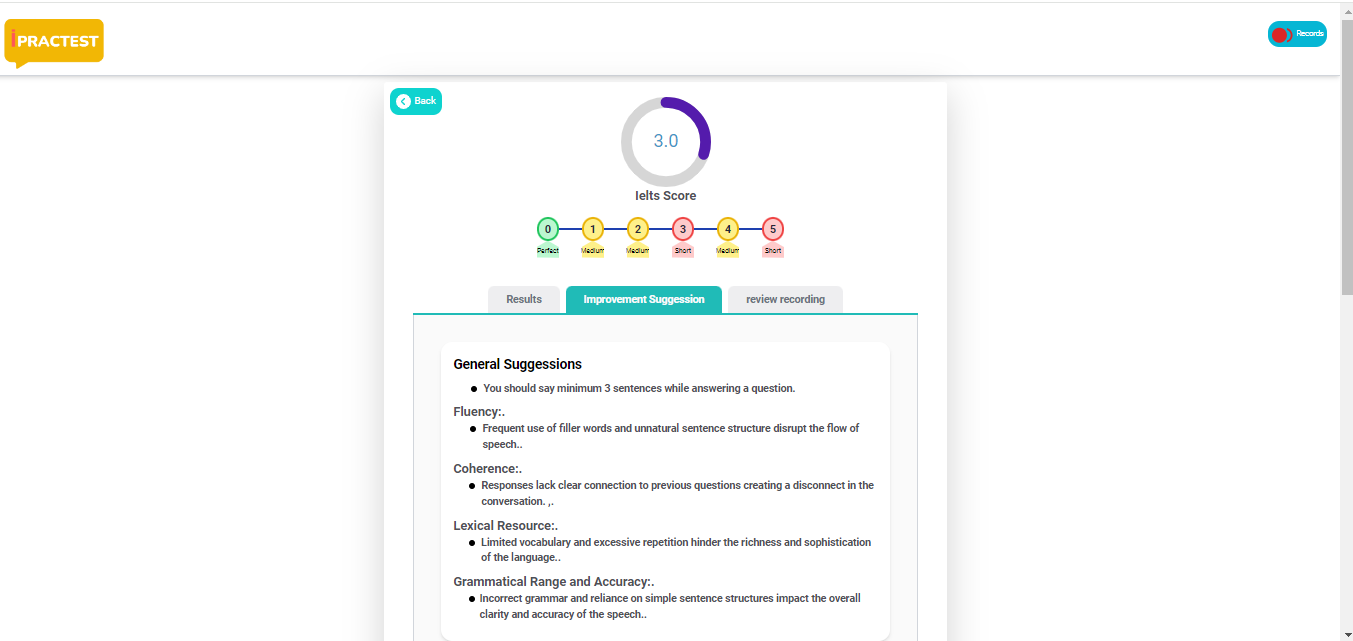 iPRACTEST
Records
Back
3.0
Ielts Score
0 1 2 3 4 5
Perfect Medium Medium Short Medium Short
Results Improvement Suggestion review recording
General Suggessions
You should say minimum 3 sentences while answering a question.
Fluency:.
Frequent use of filler words and unnatural sentence structure disrupt the flow of
speech..
Coherence:.
Responses lack clear connection to previous questions creating a disconnect in the
conversation. ,.
Lexical Resource:.
Limited vocabulary and excessive repetition hinder the richness and sophistication
of the language..
Grammatical Range and Accuracy:.
Incorrect grammar and reliance on simple sentence structures impact the overall
clarity and accuracy of the speech..